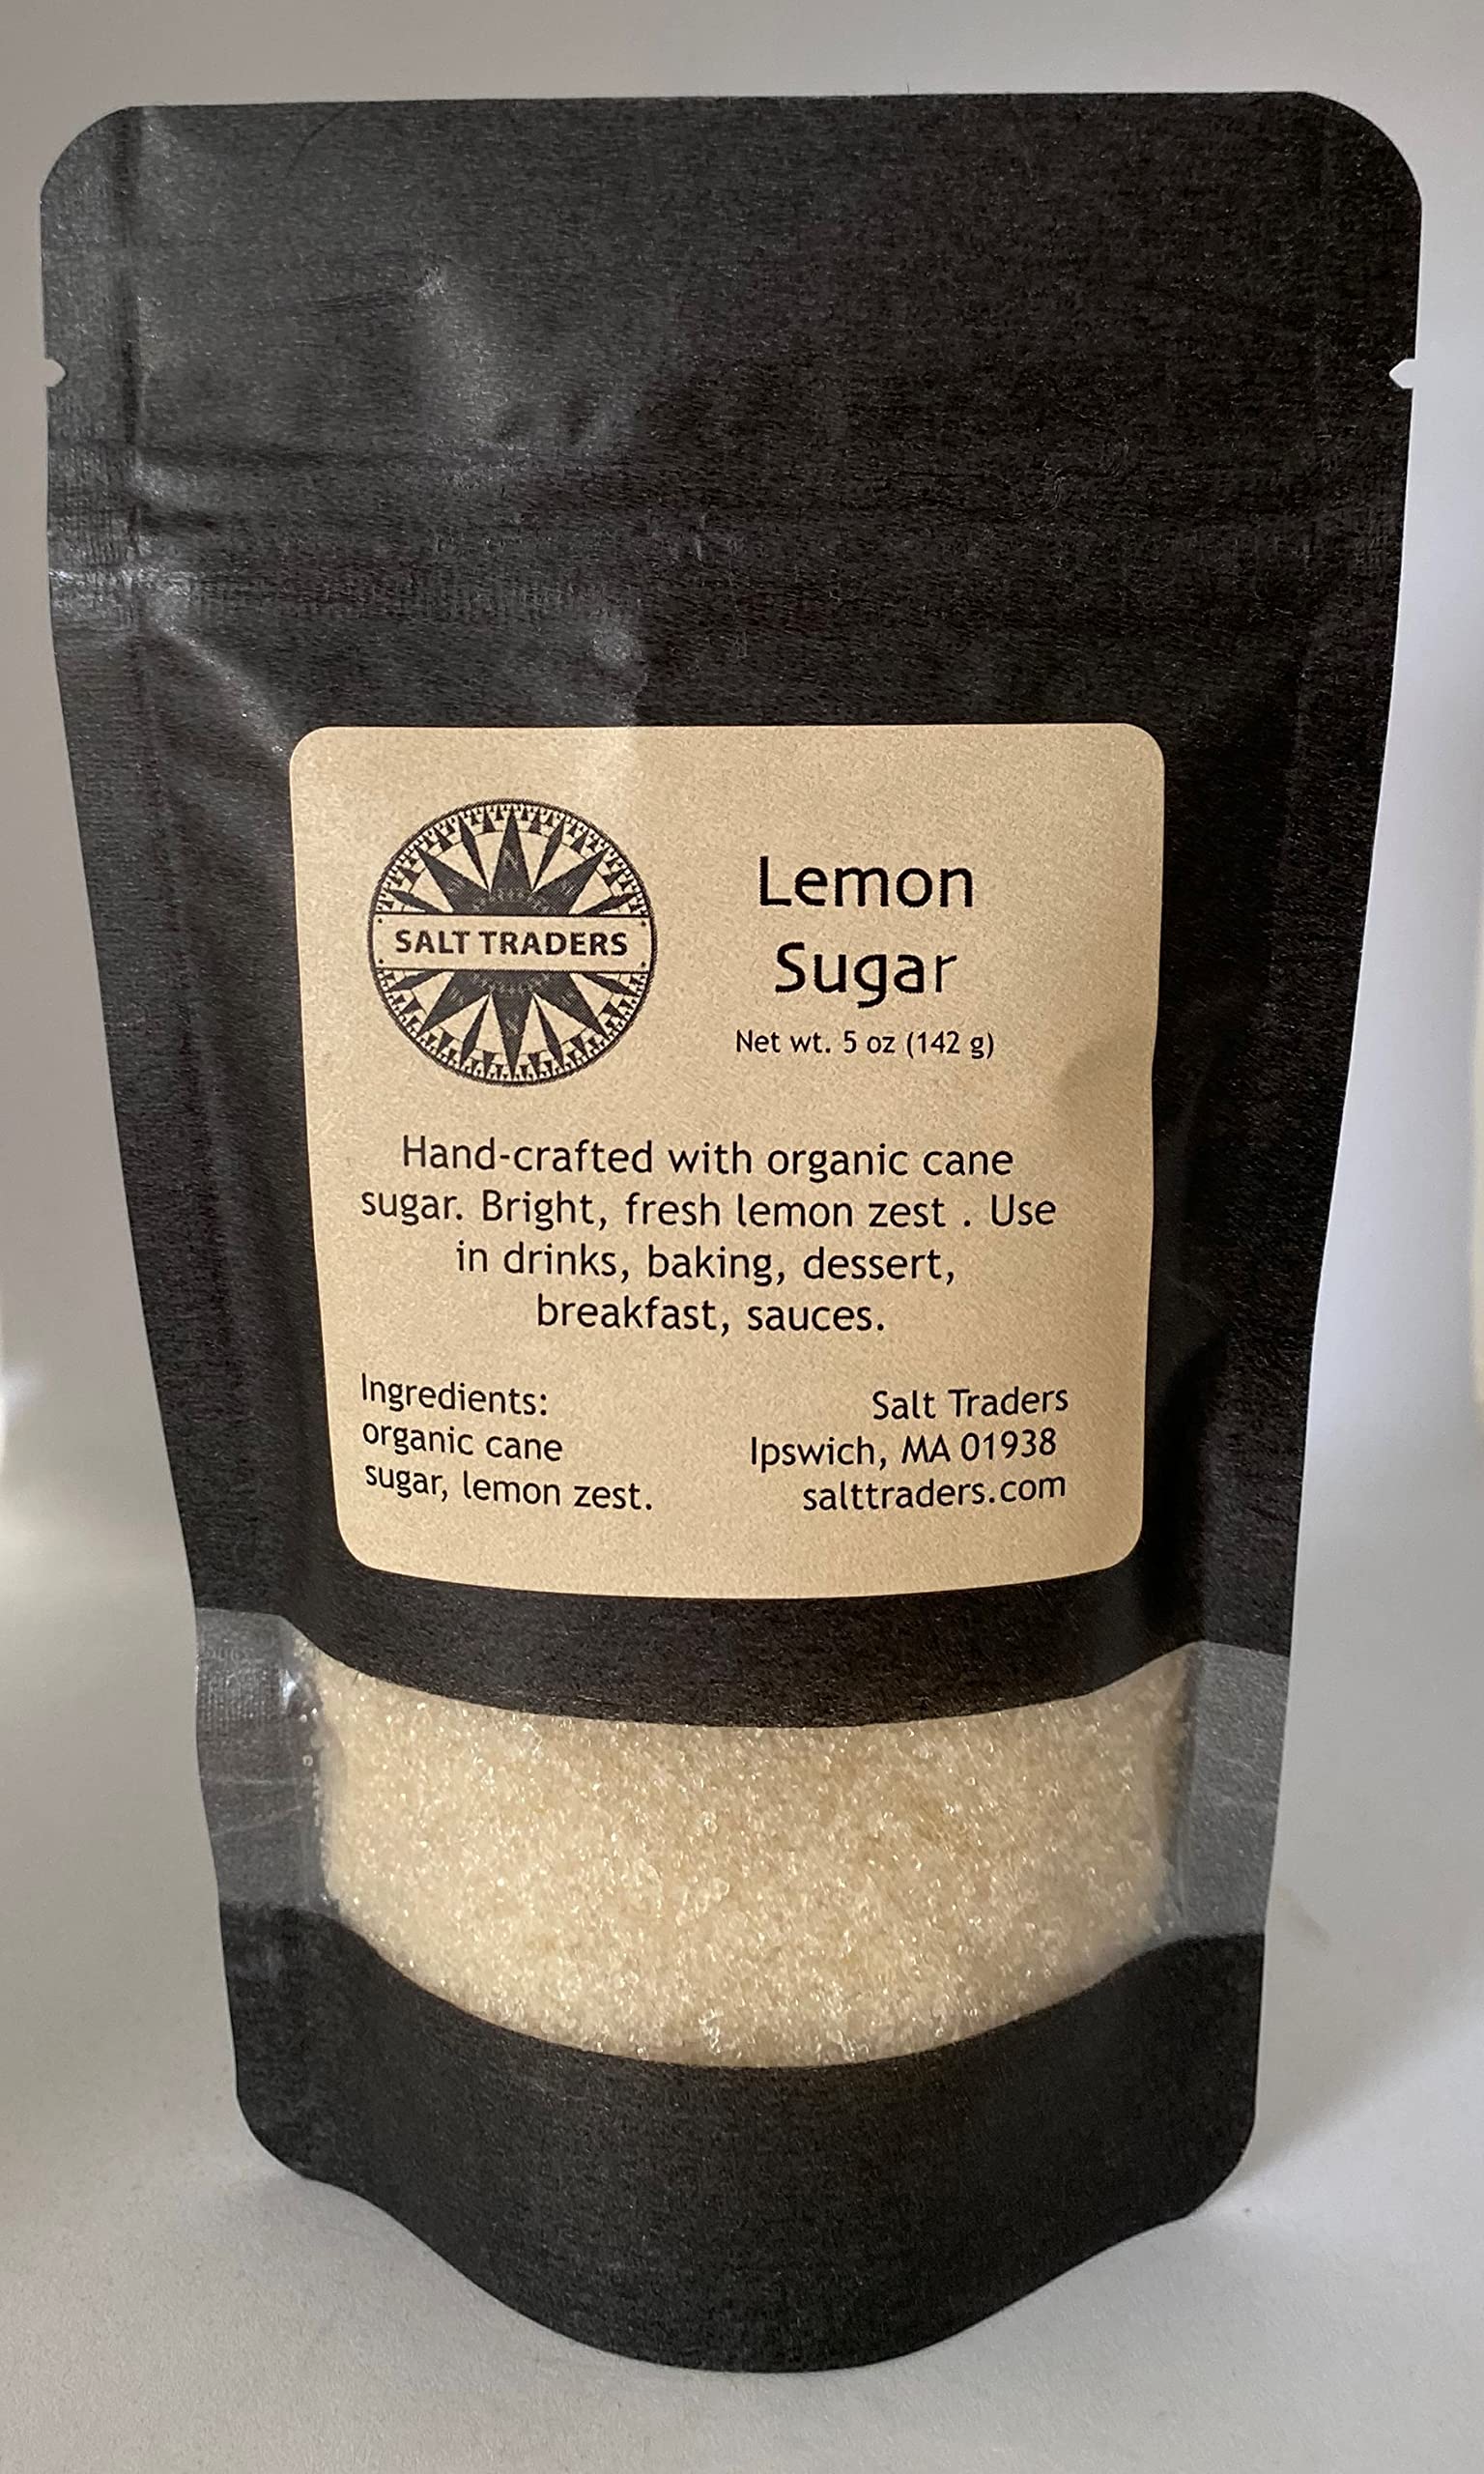 SALT TRADERS
Lemon
Sugar
Net wt. 5 oz (142 g)
Hand-crafted with organic cane
sugar. Bright, fresh lemon zest . Use
in drinks, baking, dessert,
breakfast, sauces.
Ingredients:
organic cane
sugar, lemon zest.
Salt Traders
Ipswich, MA 01938
salttraders.com